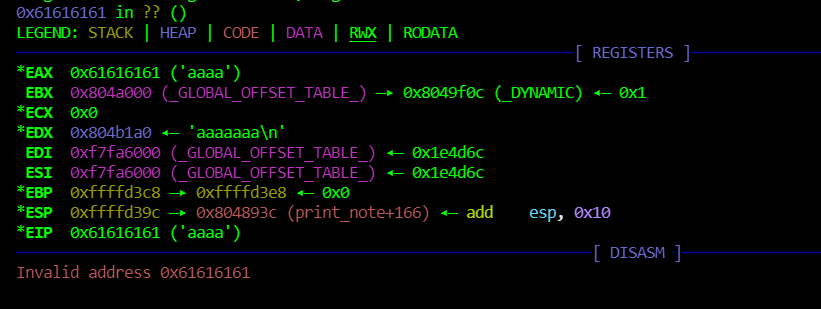 0x61616161 in ?? ()
LEGEND: STACK | HEAP | CODE | DATA | RWX | RODATA
[ REGISTERS ]
*EAX 0x61616161 ('aaaa')
EBX 0x804a000 (_GLOBAL_OFFSET_TABLE_) —▸ 0x8049f0c (_DYNAMIC) ◂— 0x1
*ECX 0x0
*EDX 0x804b1a0 ◂— 'aaaaaaa\n'
EDI 0xf7fa6000 (_GLOBAL_OFFSET_TABLE_) ◂— 0x1e4d6c
ESI 0xf7fa6000 (_GLOBAL_OFFSET_TABLE_) ◂— 0x1e4d6c
*EBP 0xffffd3c8 —▸ 0xffffd3e8 ◂— 0x0
*ESP 0xffffd39c —▸ 0x804893c (print_note+166) ◂— add esp, 0x10
*EIP 0x61616161 ('aaaa')
[ DISASM ]
Invalid address 0x61616161